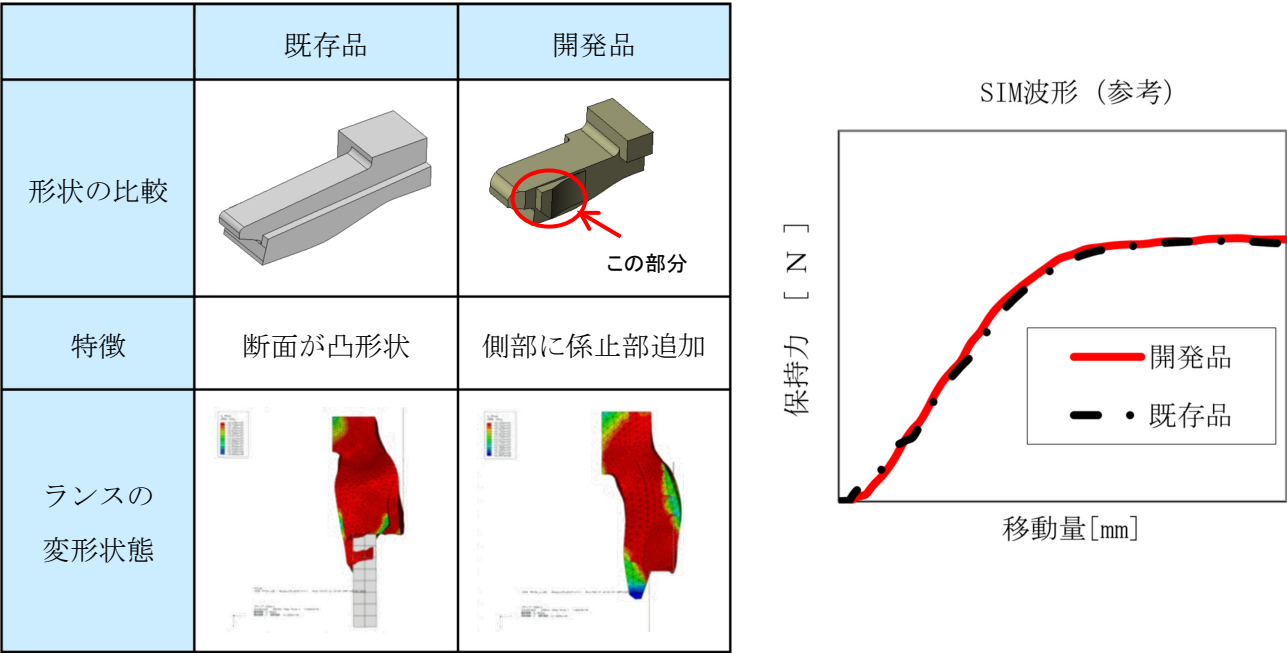 既存品
開発品
形状の比較
この部分
特徴
断面が凸形状
側部に係止部追加
ランスの
変形状態
SIM波形 (参考)
保持力 [N]
開発品
既存品
移動量[mm]